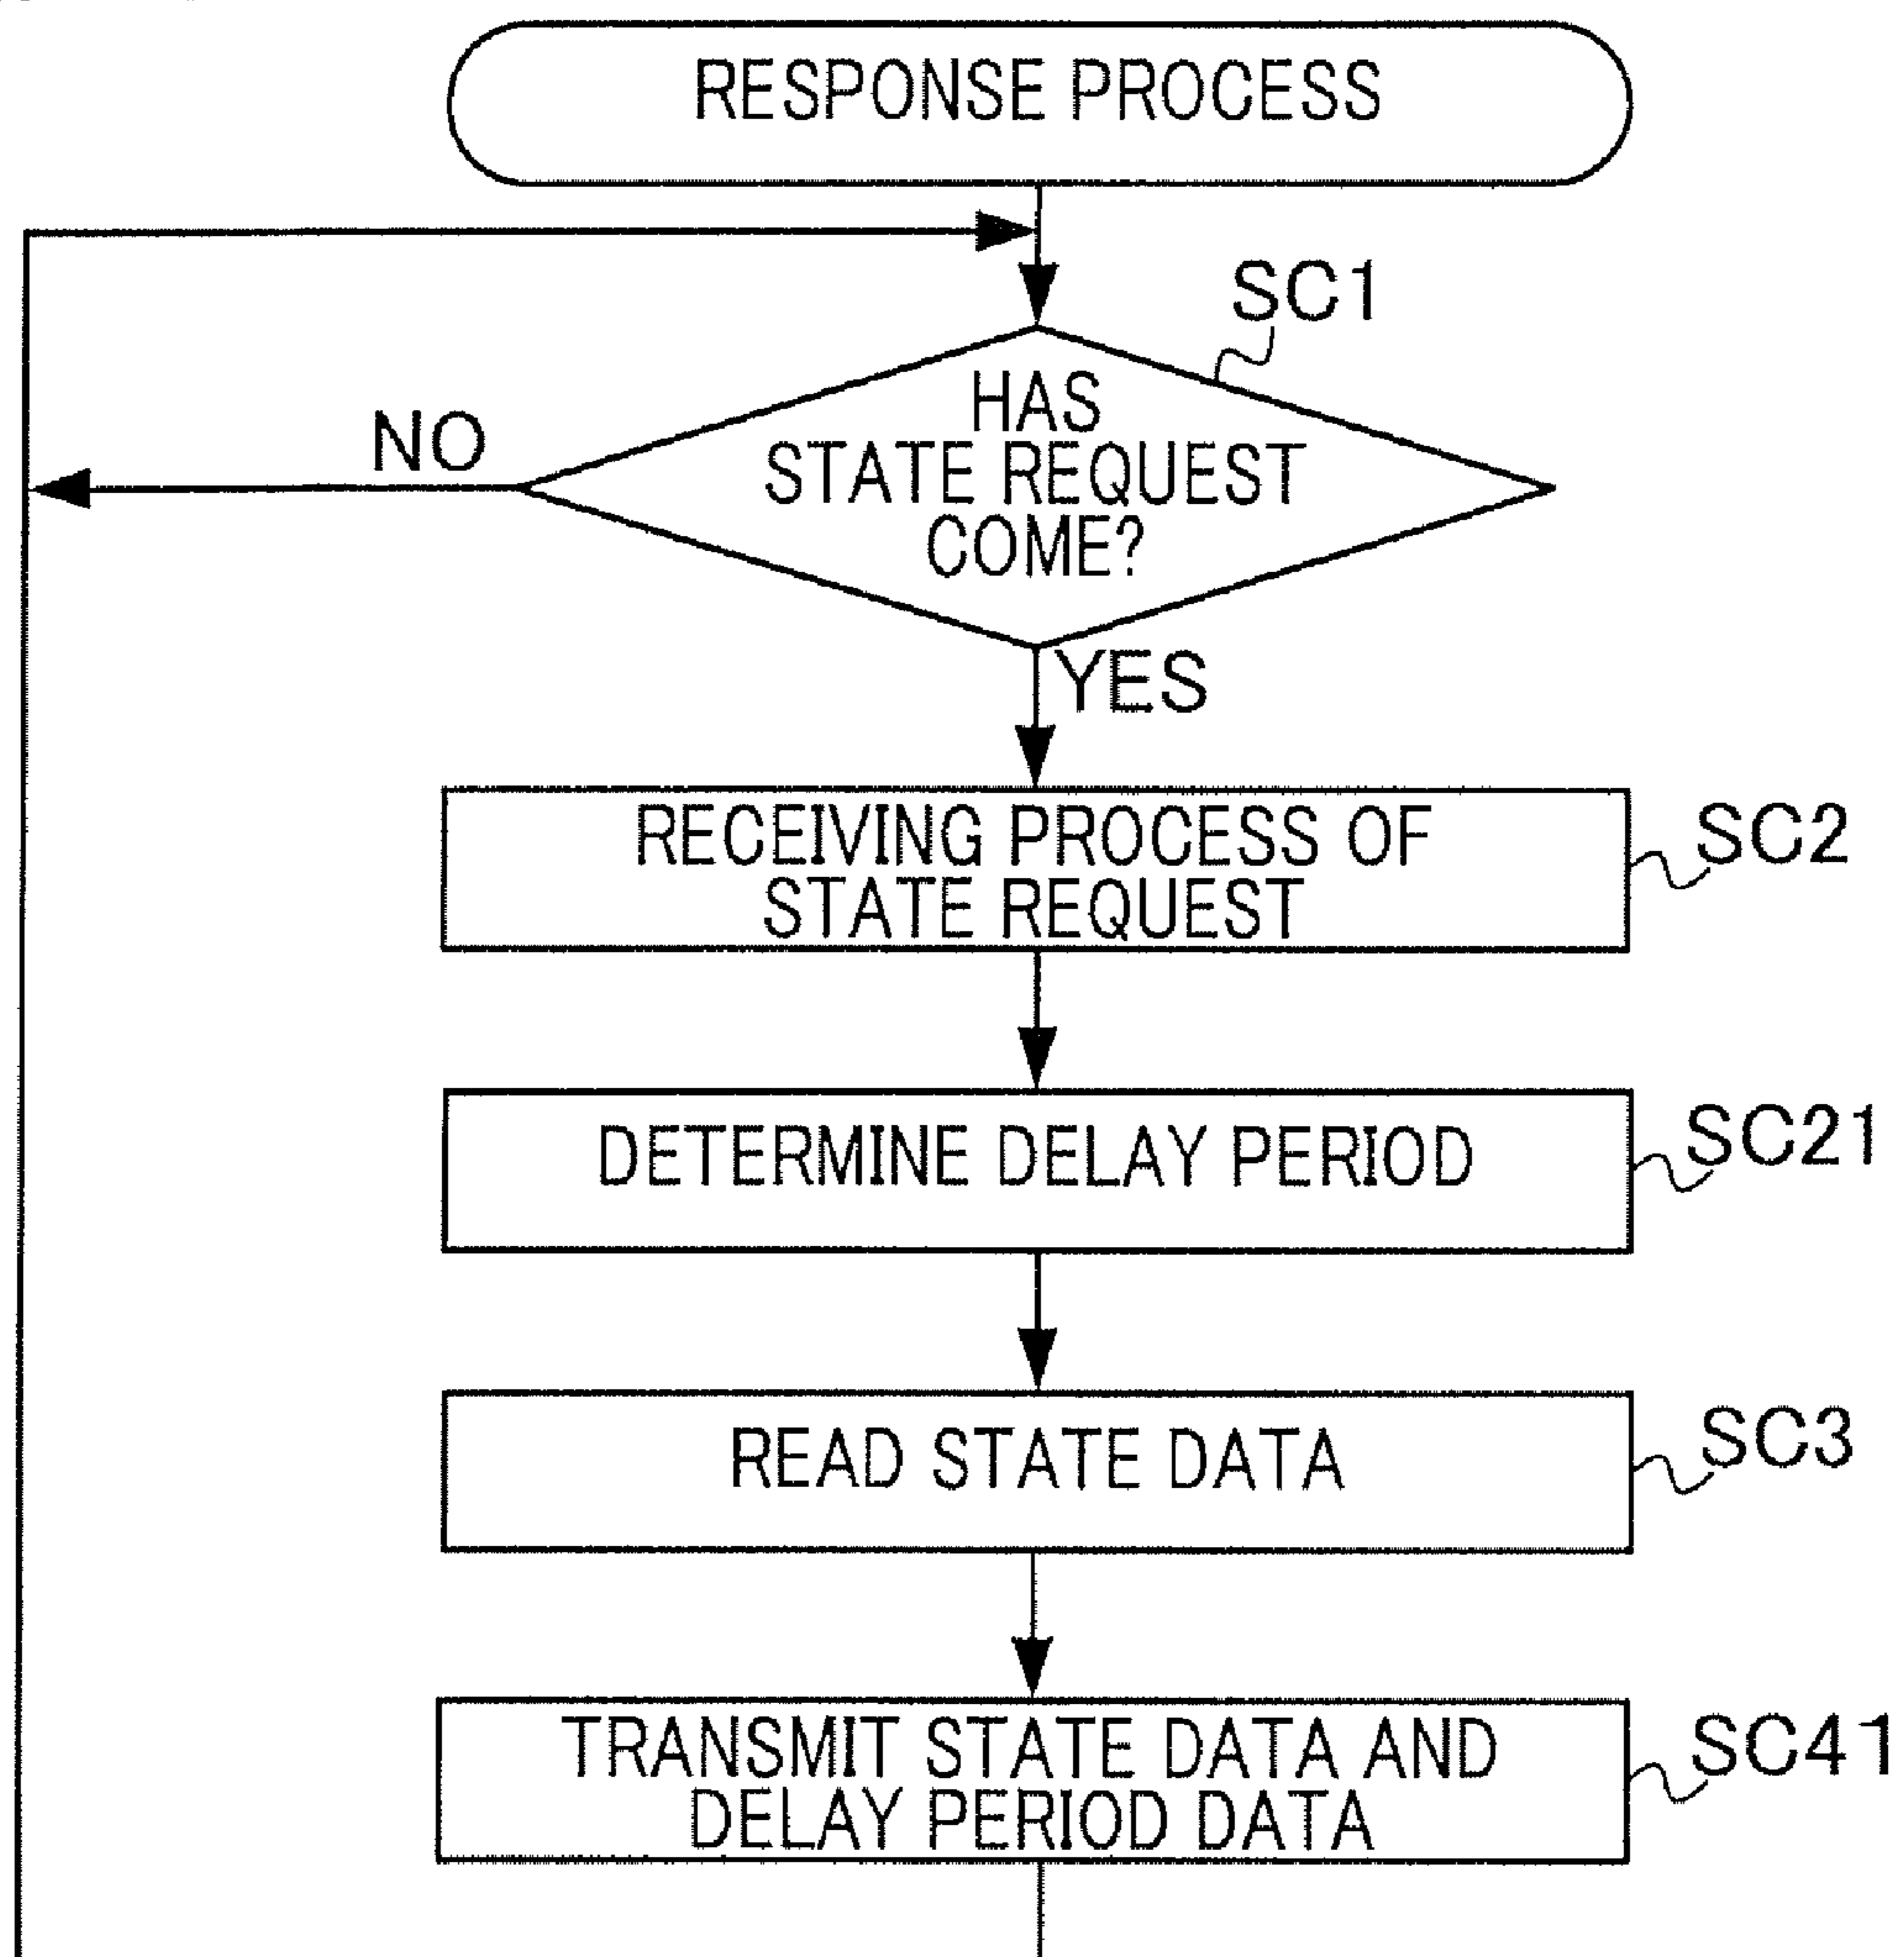 RESPONSE PROCESS
SC1
HAS
STATE REQUEST
COME?
NO
YES
RECEIVING PROCESS OF
STATE REQUEST
SC2
DETERMINE DELAY PERIOD
SC21
READ STATE DATA
SC3
TRANSMIT STATE DATA AND
DELAY PERIOD DATA
SC41